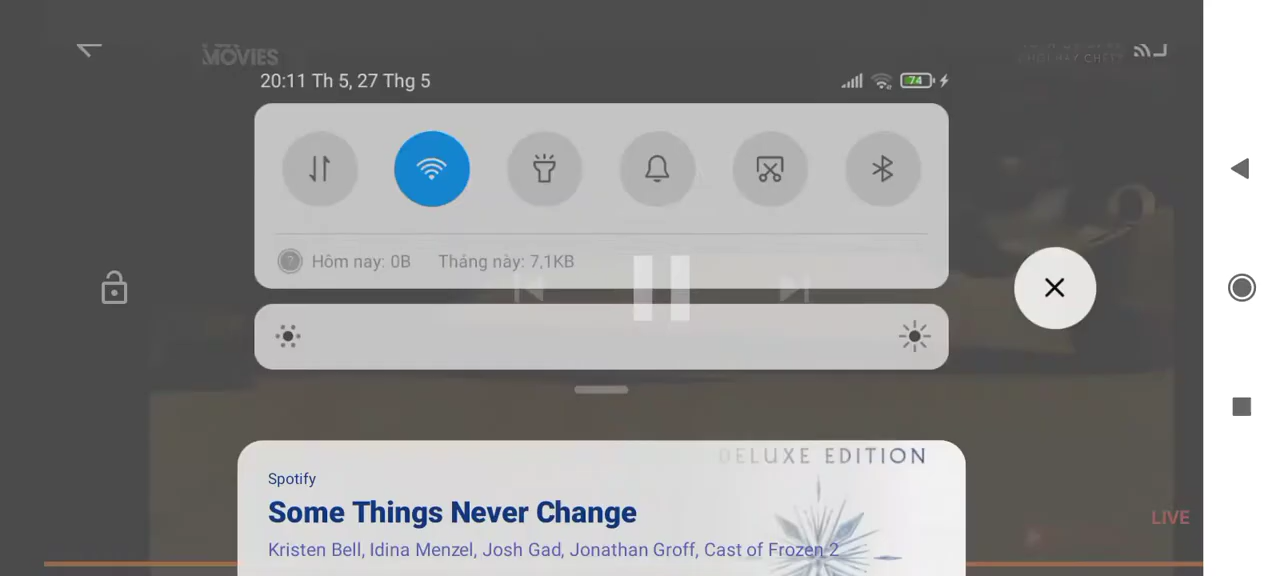 MOVIES
20:11 Th 5, 27 Thg 5
74
Hôm nay: 0B Tháng này: 7,1KB
DELUXE EDITION
Spotify
Some Things Never Change
Kristen Bell, Idina Menzel, Josh Gad, Jonathan Groff, Cast of Frozen 2
LIVE